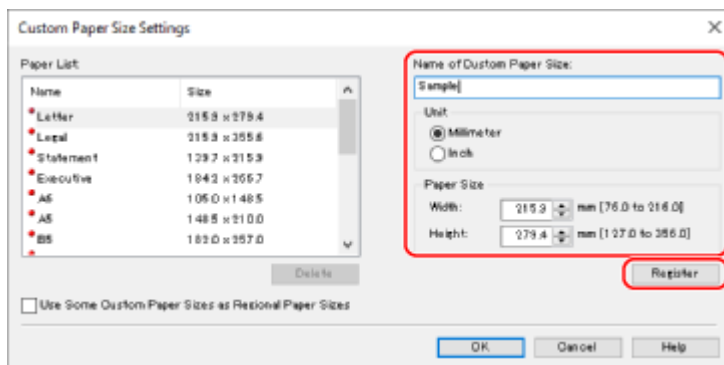 Custom Paper Size Settings
Paper List:
Name Size
Letter 215.9 x 279.4
Legal 215.9 x 355.6
Statement 139.7 x 215.9
Executive 184.2 x 266.7
A6 105.0 x 148.5
A5 148.5 x 210.0
B5 182.0 x 257.0
Delete
Use Some Custom Paper Sizes as Regional Paper Sizes
Name of Custom Paper Size:
Sample
Unit
Millimeter
Inch
Paper Size
Width: 215.9 mm [76.0 to 216.0]
Height: 279.4 mm [127.0 to 356.0]
Register
OK Cancel Help